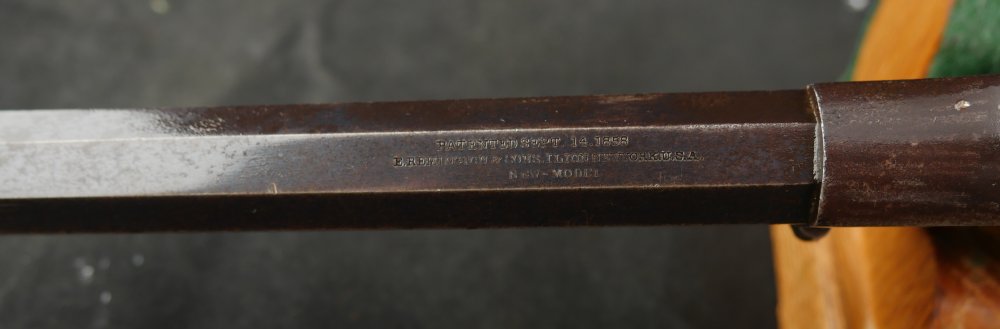 PATENTED SEPT. 14. 1858
E. REMINGTON & SONS. ILION. NEW YORK. U.S.A.
NEW-MODEL